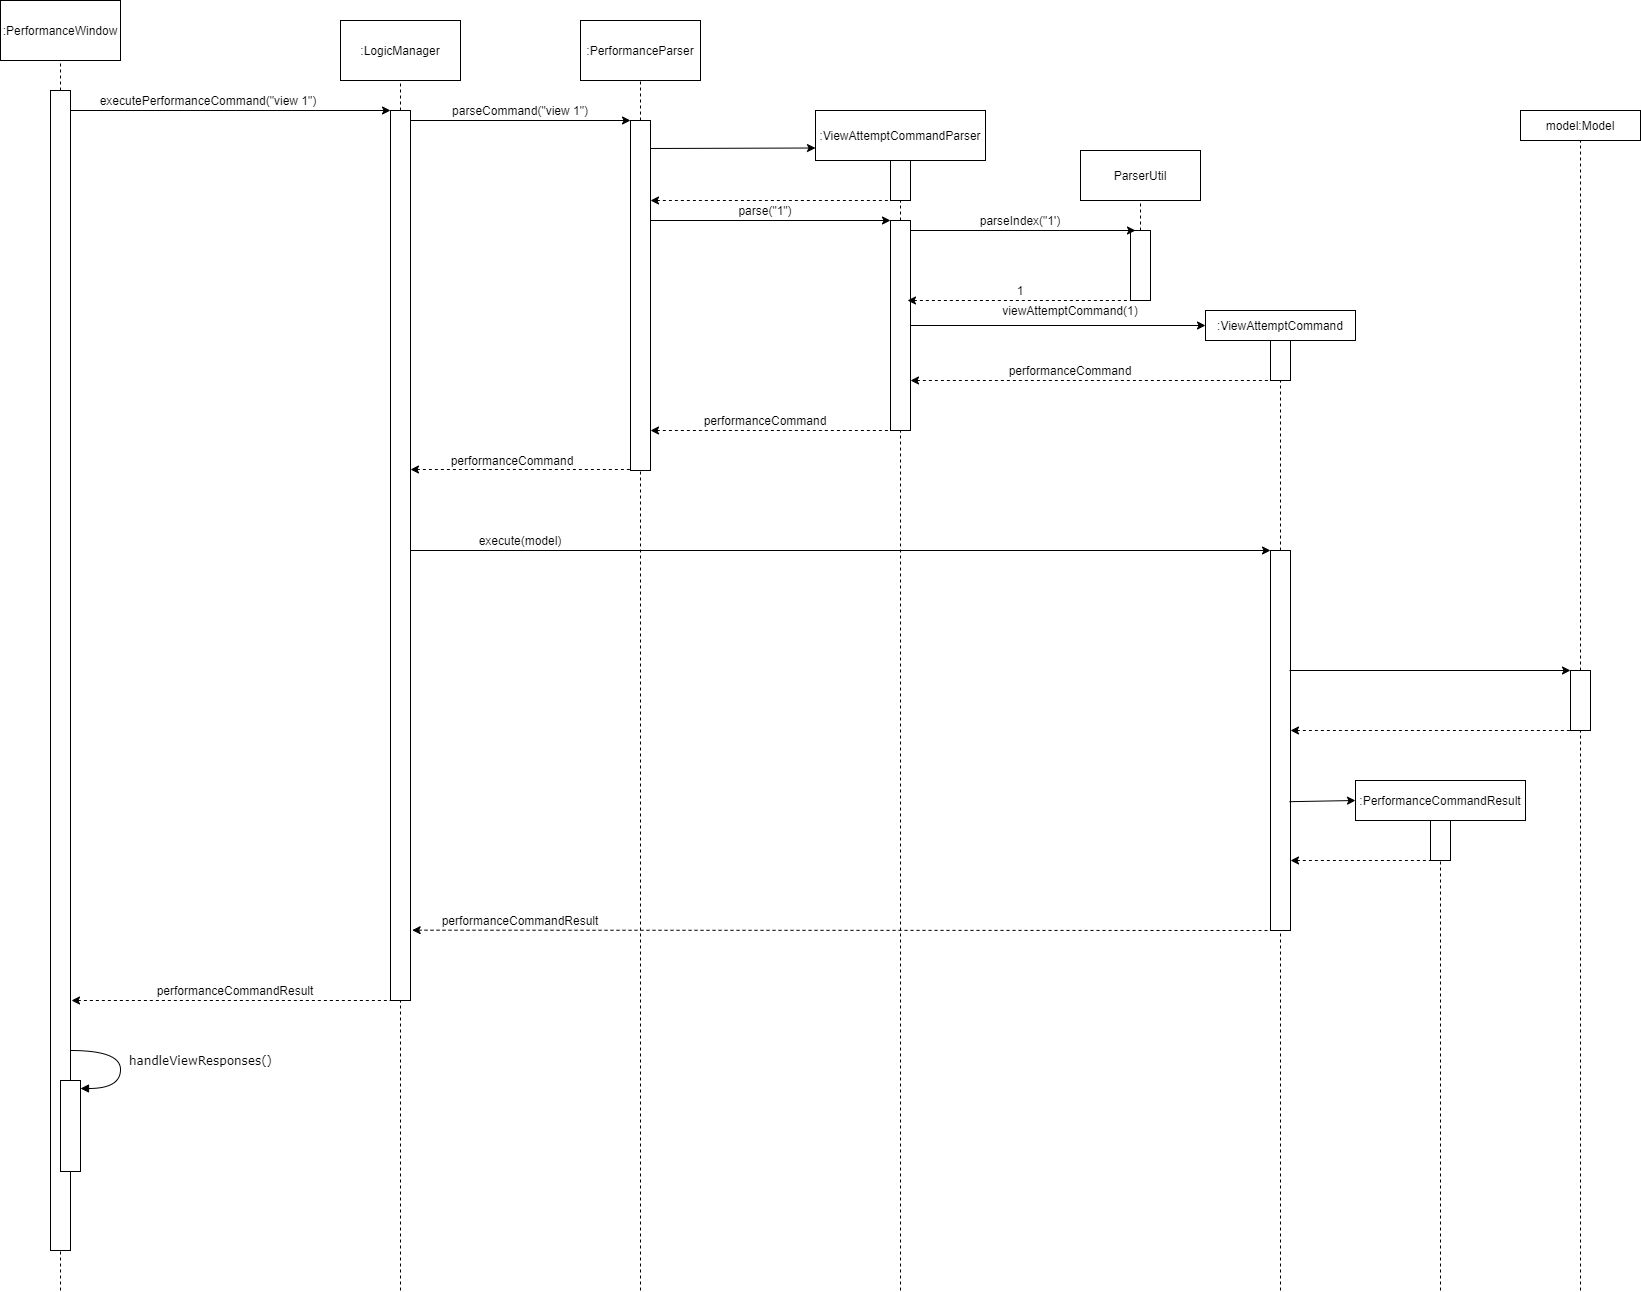 :PerformanceWindow
:LogicManager
:PerformanceParser
executePerformanceCommand("view 1")
parseCommand("view 1")
:ViewAttemptCommandParser
model:Model
ParserUtil
parse("1")
parseIndex("1')
1
viewAttemptCommand(1)
:ViewAttemptCommand
performanceCommand
performanceCommand
performanceCommand
execute(model)
:PerformanceCommandResult
performanceCommandResult
performanceCommandResult
handleViewResponses()